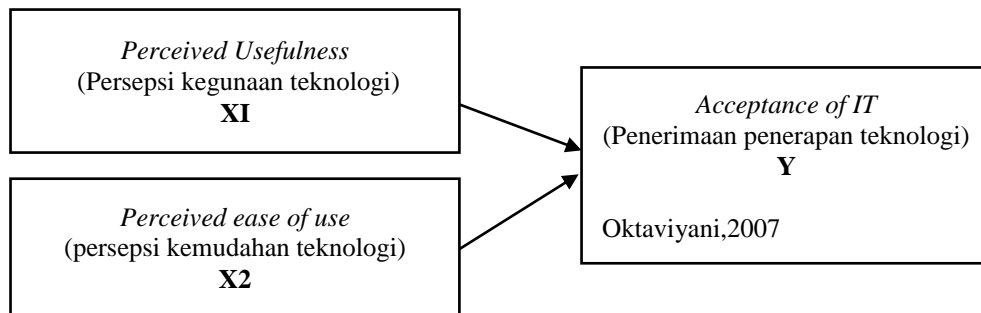 Perceived Usefulness
(Persepsi kegunaan teknologi)
XI
Acceptance of IT
(Penerimaan penerapan teknologi)
Y
Oktaviyani,2007
Perceived ease of use
(persepsi kemudahan teknologi)
X2